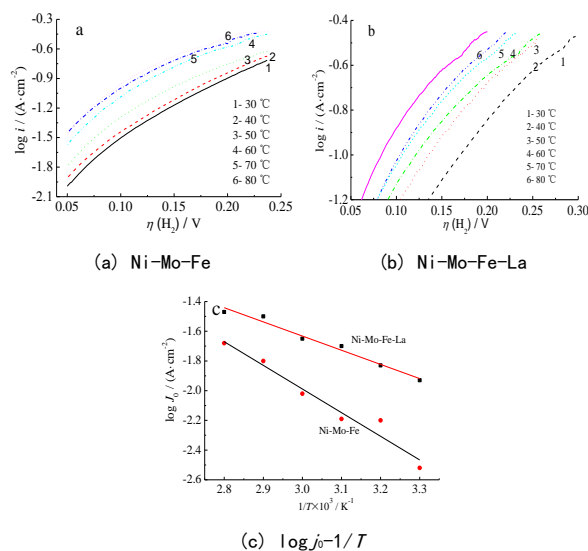 a
-0.3
-0.6
-0.9
-1.2
-1.5
-1.8
-2.1
log i / (A·cm⁻²)
6
5 4
3 2
1
1- 30 ℃
2- 40 ℃
3- 50 ℃
4- 60 ℃
5- 70 ℃
6- 80 ℃
0.05 0.10 0.15 0.20 0.25
η (H₂) / V
(a) Ni-Mo-Fe
b
-0.4
-0.6
-0.8
-1.0
-1.2
log i / (A·cm⁻²)
6 5 4 3
2 1
1- 30 ℃
2- 40 ℃
3- 50 ℃
4- 60 ℃
5- 70 ℃
6- 80 ℃
0.05 0.10 0.15 0.20 0.25 0.30
η (H₂) / V
(b) Ni-Mo-Fe-La
c
-1.4
-1.6
-1.8
-2.0
-2.2
-2.4
-2.6
log J₀ / (A·cm⁻²)
Ni-Mo-Fe-La
Ni-Mo-Fe
2.8 2.9 3.0 3.1 3.2 3.3
1/T×10³ / K⁻¹
(c) log j₀-1/T